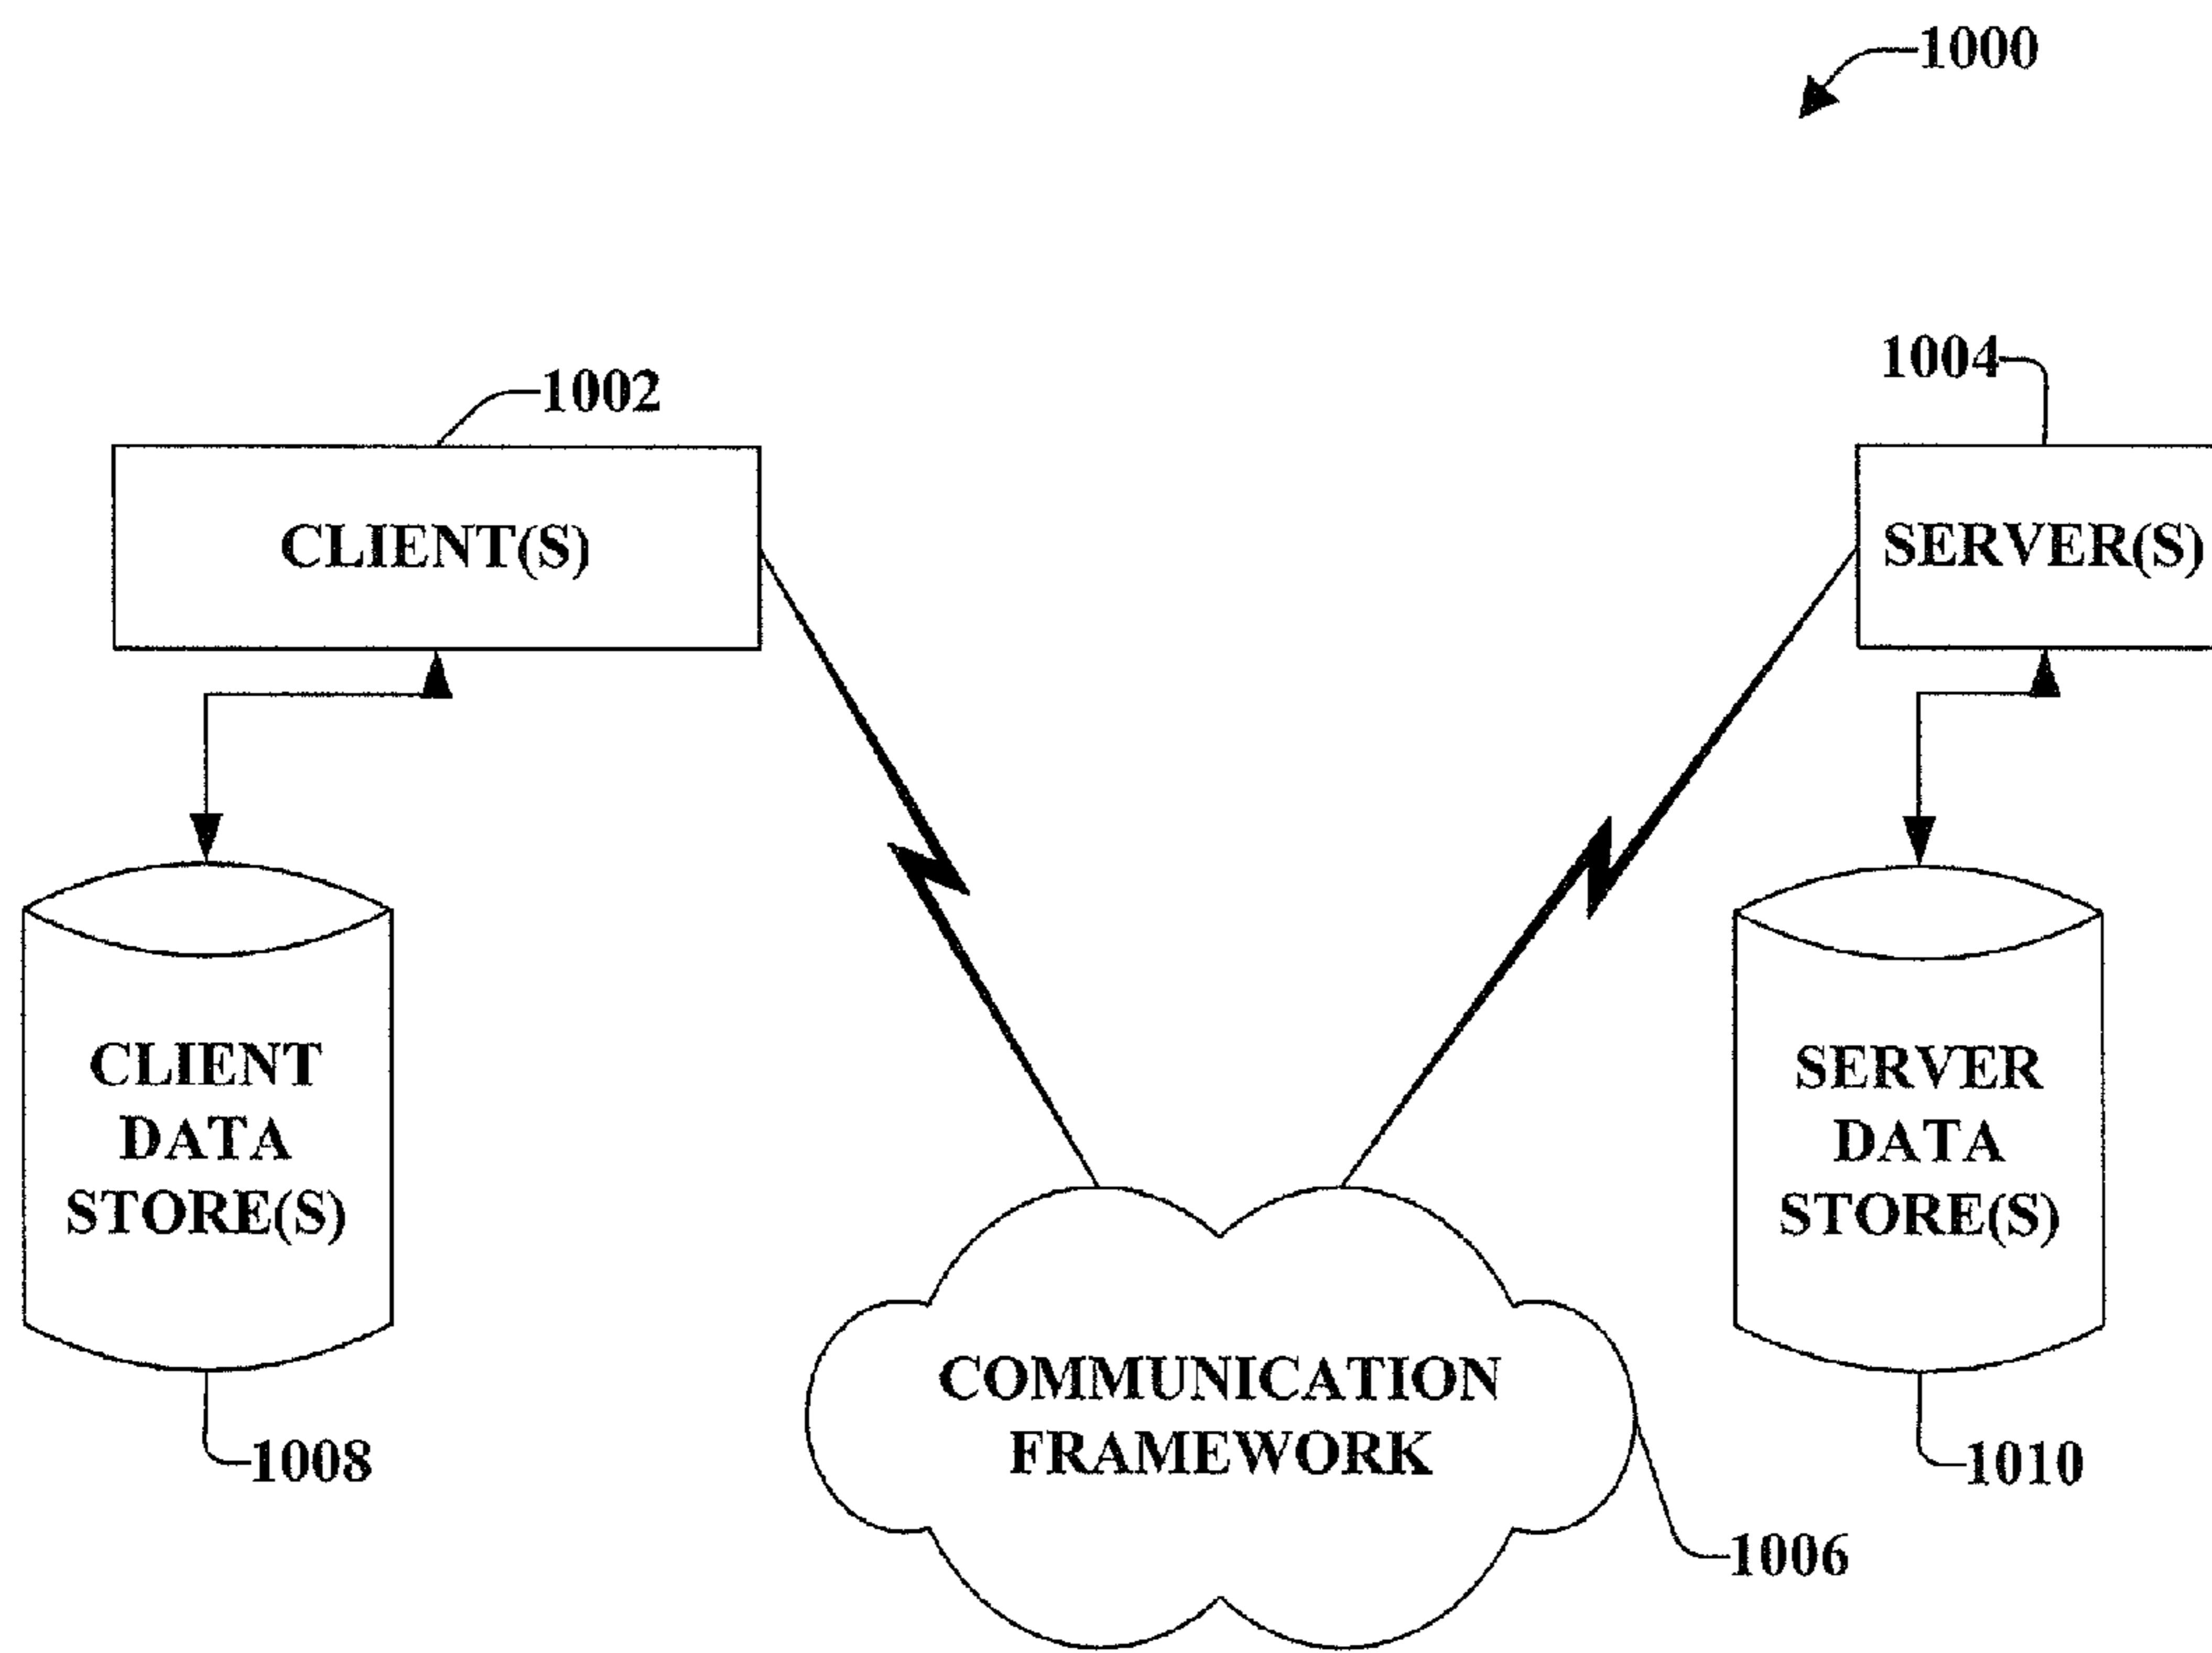 1000
1002
1004
CLIENT(S)
SERVER(S)
CLIENT
DATA
STORE(S)
SERVER
DATA
STORE(S)
COMMUNICATION
FRAMEWORK
1008
1010
1006